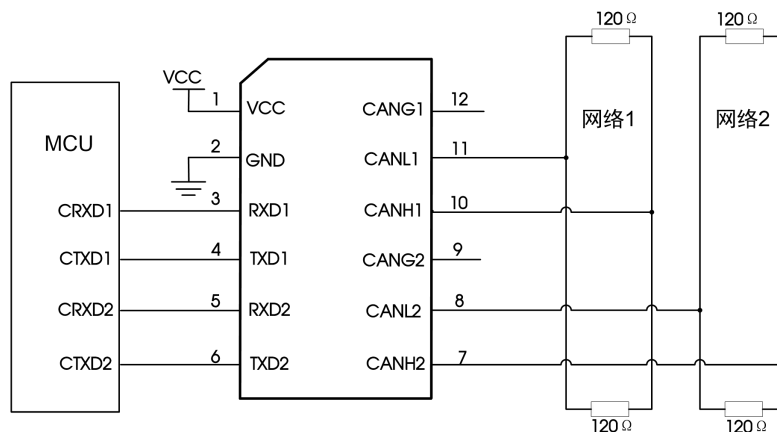 120Ω 120Ω
VCC
1 VCC CANG1 12 网络1 网络2
MCU
2 GND CANL1 11
CRXD1 3 RXD1 CANH1 10
CTXD1 4 TXD1 CANG2 9
CRXD2 5 RXD2 CANL2 8
CTXD2 6 TXD2 CANH2 7
120Ω 120Ω